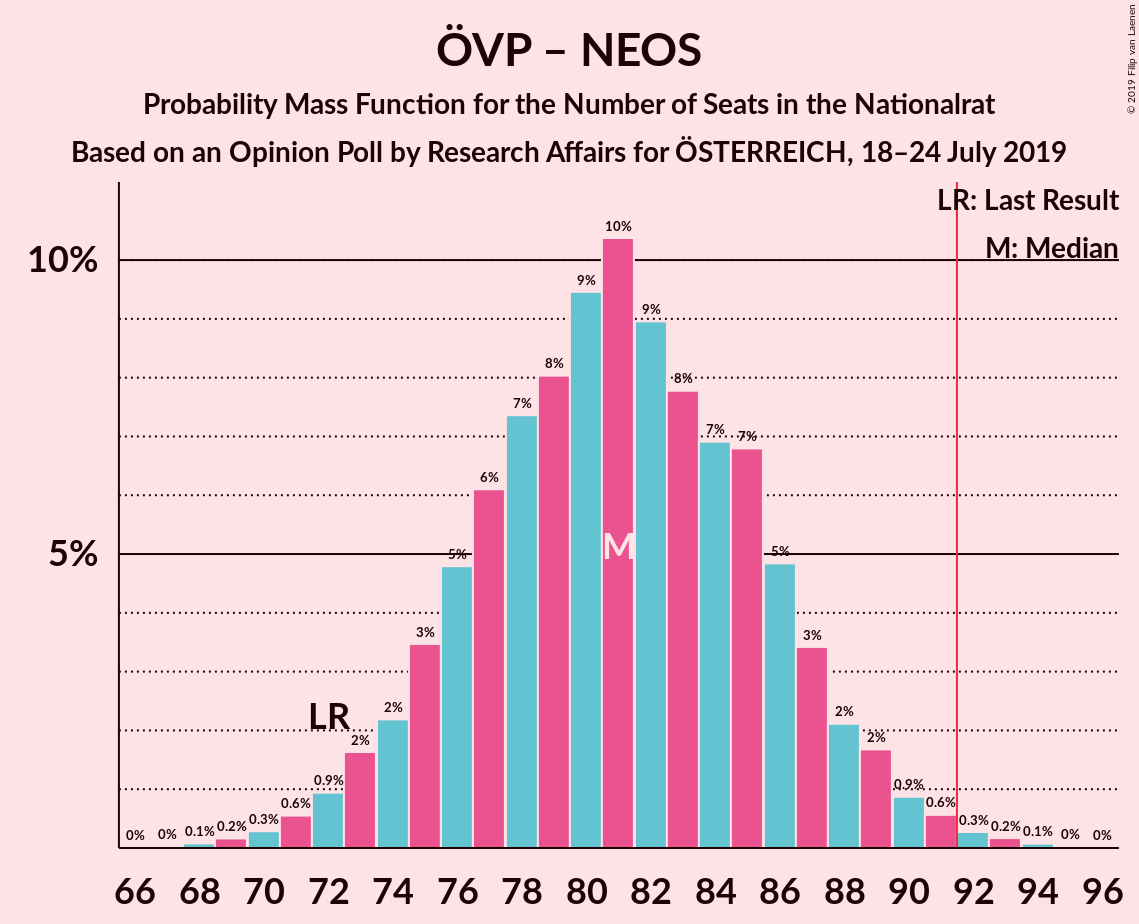 ÖVP – NEOS
Probability Mass Function for the Number of Seats in the Nationalrat
Based on an Opinion Poll by Research Affairs for ÖSTERREICH, 18–24 July 2019
© 2019 Filip van Laenen
LR: Last Result
M: Median
10%
5%
0% 0% 0.1% 0.2% 0.3% 0.6% 0.9% 2% 2% 3% 5% 6% 7% 8% 9% 10% 9% 8% 7% 7% 5% 3% 2% 2% 0.9% 0.6% 0.3% 0.2% 0.1% 0% 0%
LR
M
66 68 70 72 74 76 78 80 82 84 86 88 90 92 94 96